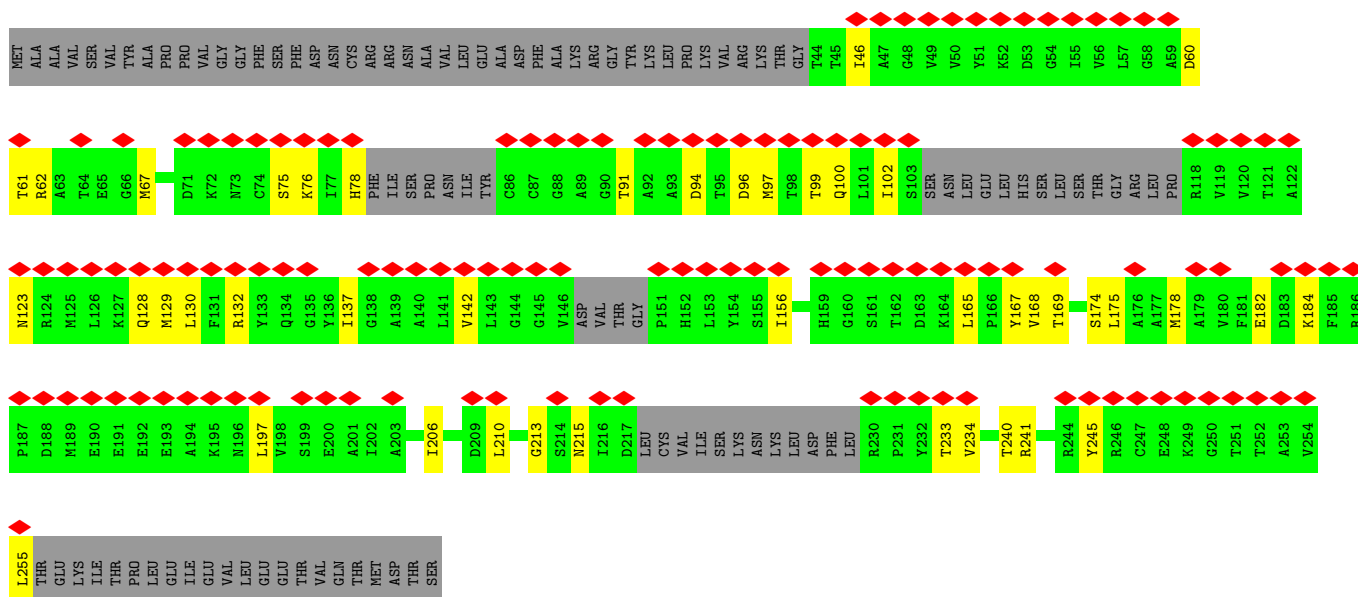 MET ALA ALA VAL SER VAL TYR ALA PRO PRO VAL GLY GLY PHE SER PHE ASP ASN CYS ARG ARG ASN ALA VAL LEU GLU ALA ASP PHE ALA LYS ARG GLY TYR LYS LEU PRO LYS VAL ARG LYS THR GLY T44 T45 I46 A47 G48 V49 V50 Y51 K52 D53 G54 I55 V56 L57 G58 A59 D60
T61 R62 A63 T64 E65 G66 M67 D71 K72 N73 C74 S75 K76 I77 H78 PHE ILE SER PRO ASN ILE TYR C86 C87 G88 A89 G90 T91 A92 A93 D94 T95 D96 M97 T98 T99 Q100 L101 I102 S103 SER ASN LEU GLU LEU HIS SER LEU SER THR GLY ARG LEU PRO R118 V119 V120 T121 A122
N123 R124 M125 L126 K127 Q128 M129 L130 F131 R132 Y133 Q134 G135 Y136 I137 G138 A139 A140 L141 V142 L143 G144 G145 V146 ASP VAL THR GLY P151 H152 L153 Y154 S155 I156 H159 G160 S161 T162 D163 K164 L165 P166 Y167 V168 T169 S174 L175 A176 A177 M178 A179 V180 F181 E182 D183 K184 F185 R186
P187 D188 M189 E190 E191 E192 E193 A194 K195 N196 L197 V198 S199 E200 A201 I202 A203 I206 D209 L210 G213 S214 N215 I216 D217 LEU CYS VAL ILE SER LYS ASN LYS LEU ASP PHE LEU R230 P231 Y232 T233 V234 T240 R241 R244 Y245 R246 C247 E248 K249 G250 T251 T252 A253 V254
L255 THR GLU LYS ILE THR PRO LEU GLU ILE GLU VAL LEU GLU GLU THR VAL GLN THR MET ASP THR SER